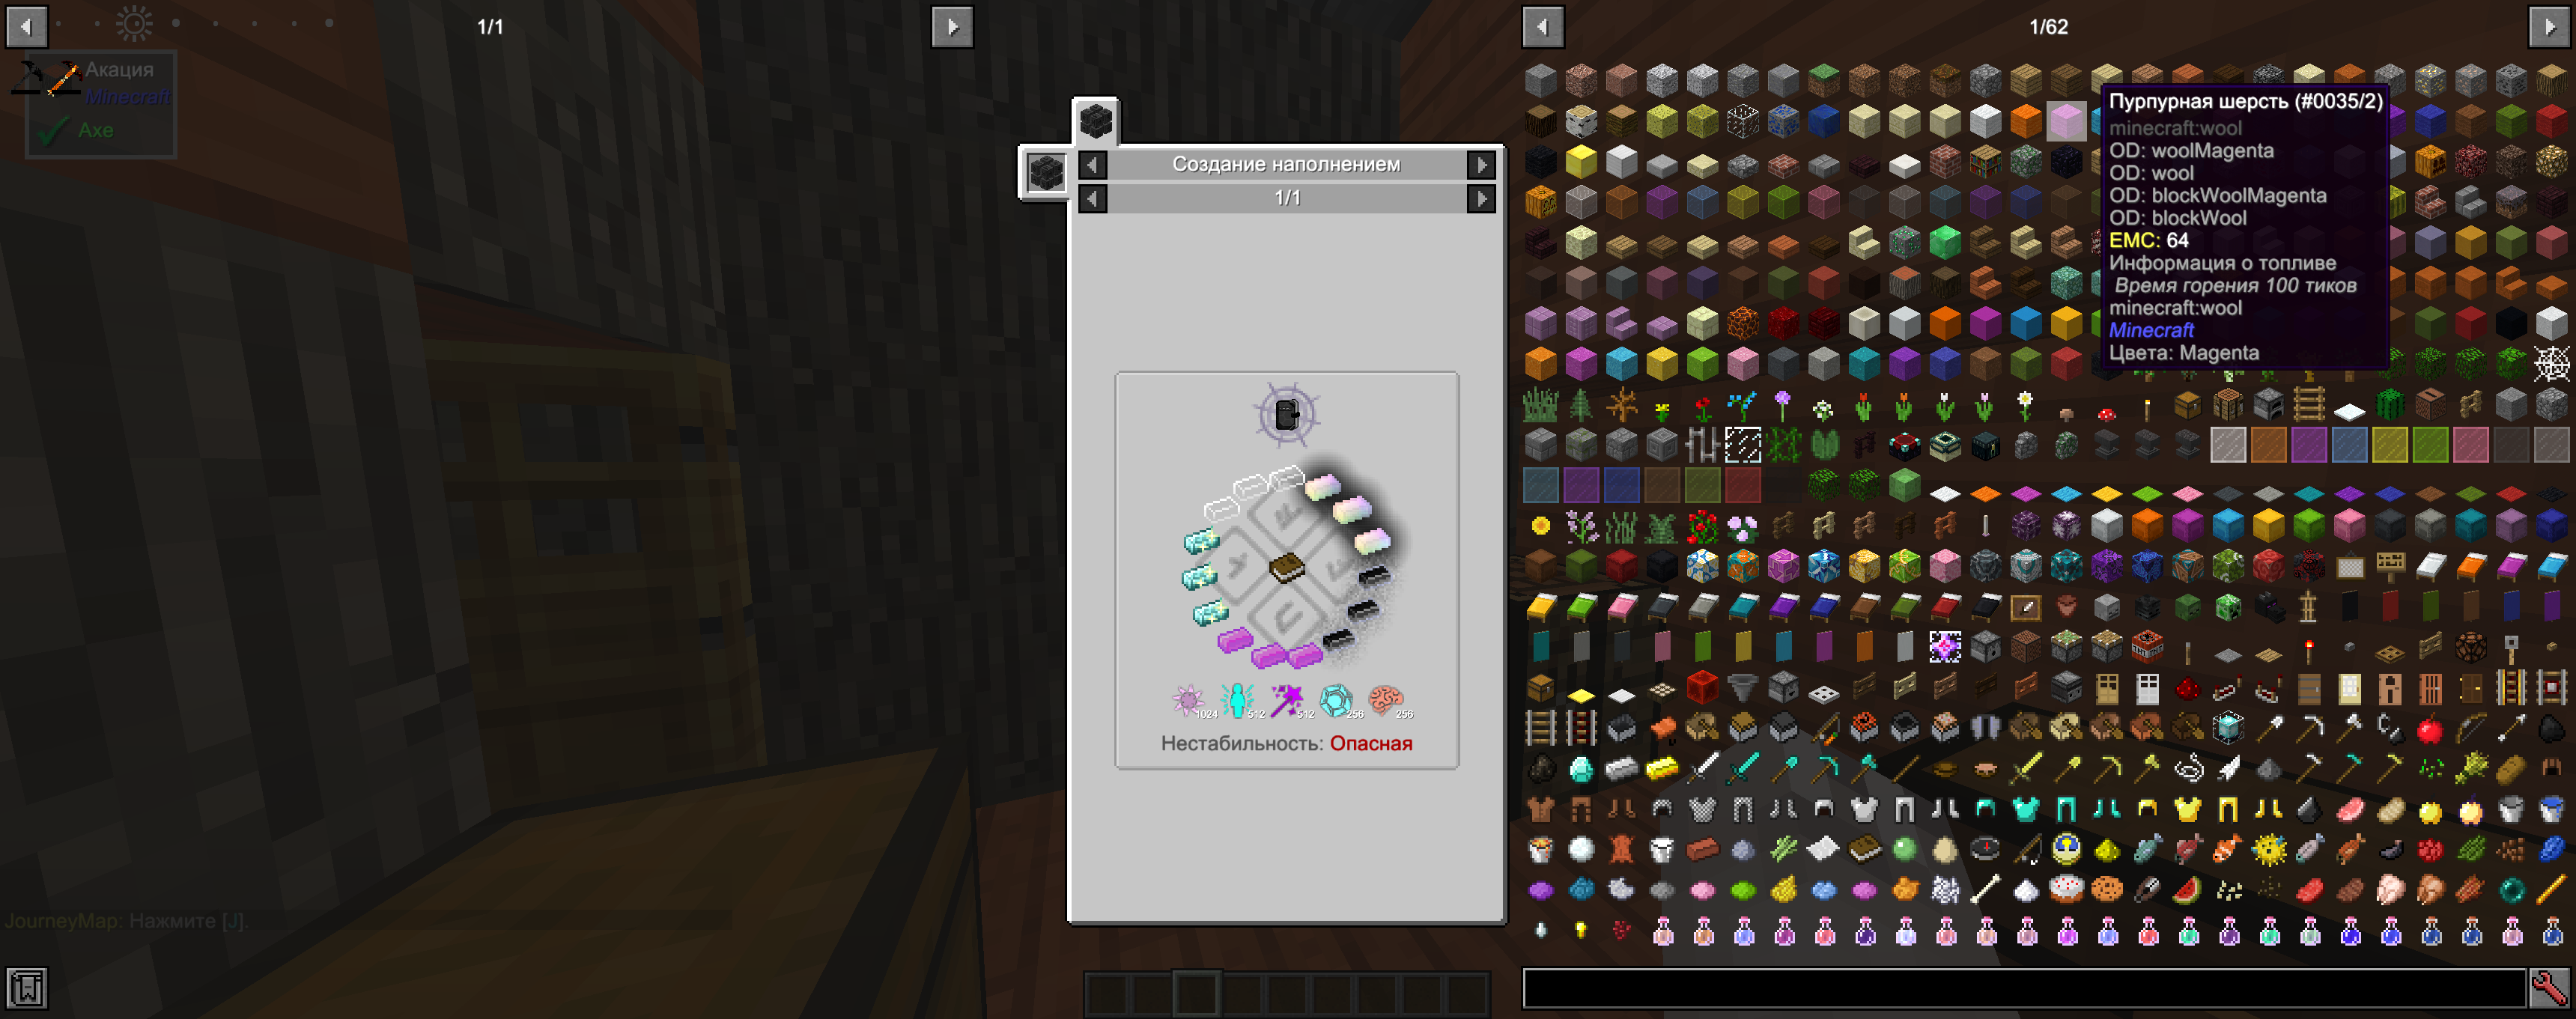 1/1
1/62
Акация
Minecraft
Axe
Создание наполнением
1/1
1024
512
512
256
256
Нестабильность: Опасная
Пурпурная шерсть (#0035/2)
minecraft:wool
OD: woolMagenta
OD: wool
OD: blockWoolMagenta
OD: blockWool
EMC: 64
Информация о топливе
Время горения 100 тиков
minecraft:wool
Minecraft
Цвета: Magenta
JourneyMap: Нажмите [J].